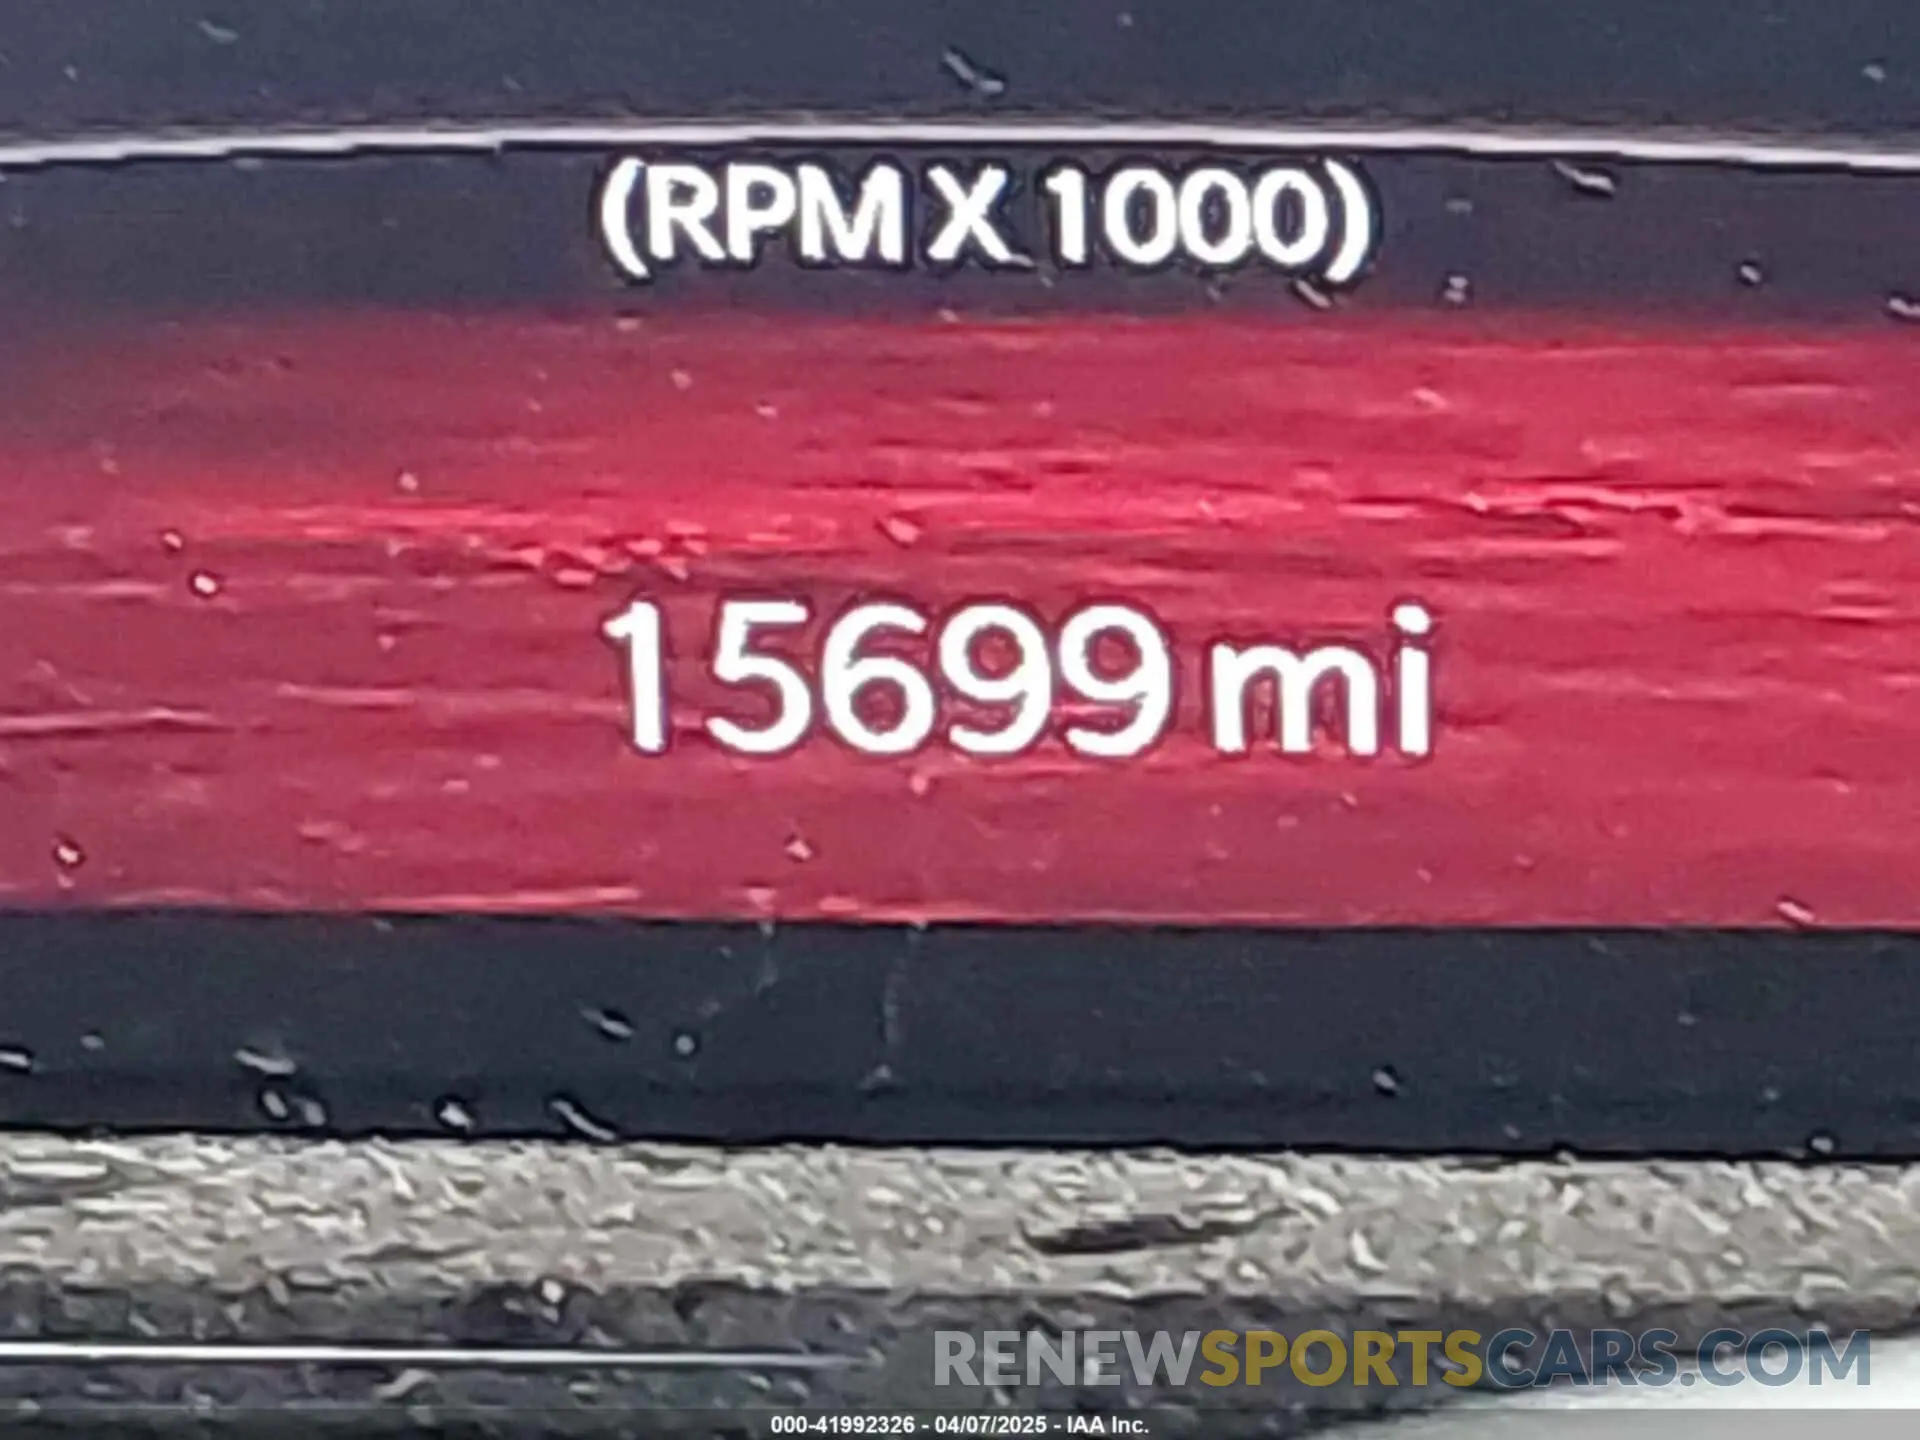 (RPM X 1000)
15699 mi
RENEWSPORTSCARS.COM
000-41992326 - 04/07/2025 - IAA Inc.